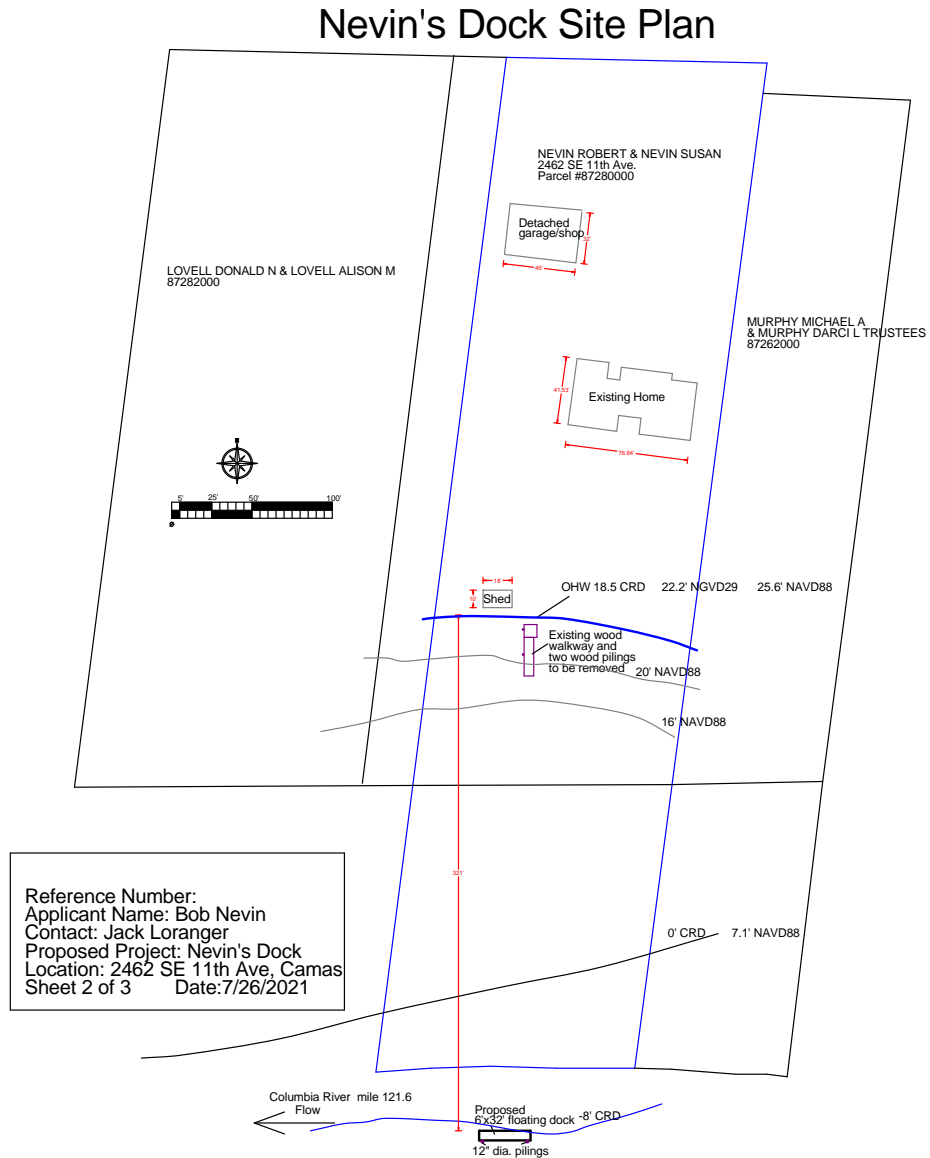 Nevin's Dock Site Plan
NEVIN ROBERT & NEVIN SUSAN
2462 SE 11th Ave.
Parcel #87280000
Detached
garage/shop
32'
45'
LOVELL DONALD N & LOVELL ALISON M
87282000
MURPHY MICHAEL A
& MURPHY DARCI L TRUSTEES
87262000
41.53'
Existing Home
76.64'
5' 25' 50' 100'
0
18'
10'
Shed
OHW 18.5 CRD 22.2' NGVD29 25.6' NAVD88
Existing wood
walkway and
two wood pilings
to be removed
20' NAVD88
16' NAVD88
321'
Reference Number:
Applicant Name: Bob Nevin
Contact: Jack Loranger
Proposed Project: Nevin's Dock
Location: 2462 SE 11th Ave, Camas
Sheet 2 of 3 Date:7/26/2021
0' CRD 7.1' NAVD88
Columbia River mile 121.6
Flow
Proposed
6'x32' floating dock
-8' CRD
12" dia. pilings